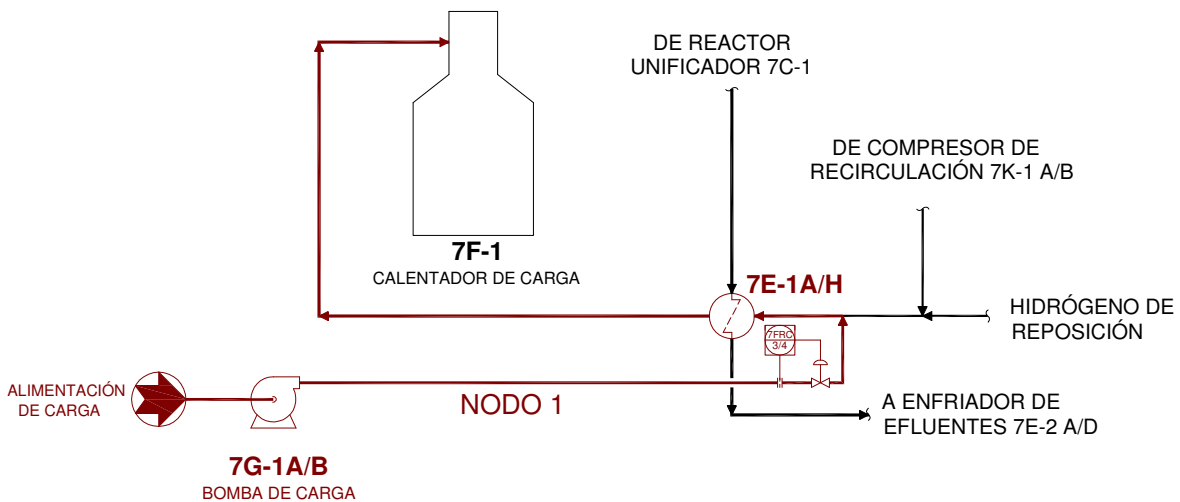 DE REACTOR
UNIFICADOR 7C-1
DE COMPRESOR DE
RECIRCULACIÓN 7K-1 A/B
7F-1
CALENTADOR DE CARGA
7E-1A/H
HIDRÓGENO DE
REPOSICIÓN
7FRC
3/4
ALIMENTACIÓN
DE CARGA
NODO 1
A ENFRIADOR DE
EFLUENTES 7E-2 A/D
7G-1A/B
BOMBA DE CARGA